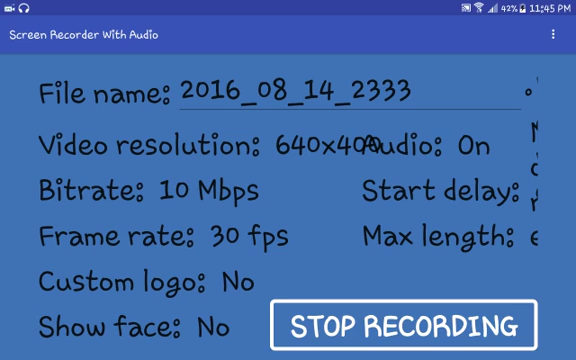 42% 11:45 PM
Screen Recorder With Audio
File name: 2016_08_14_2333
Video resolution: 640x400 Audio: On
Bitrate: 10 Mbps Start delay:
Frame rate: 30 fps Max length:
Custom logo: No
Show face: No STOP RECORDING